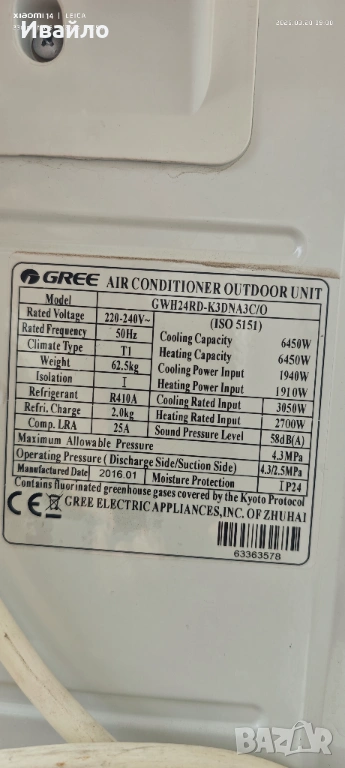 XIAOMI 14 | LEICA
Ивайло
GREE AIR CONDITIONER OUTDOOR UNIT
Model GWH24RD-K3DNA3C/O
Rated Voltage 220-240V~
Rated Frequency 50Hz
Climate Type T1
Weight 62.5kg
Isolation I
Refrigerant R410A
Refri. Charge 2.0kg
Comp. LRA 25A
(ISO 5151)
Cooling Capacity 6450W
Heating Capacity 6450W
Cooling Power Input 1940W
Heating Power Input 1910W
Cooling Rated Input 3050W
Heating Rated Input 2700W
Sound Pressure Level 58dB(A)
Maximum Allowable Pressure 4.3MPa
Operating Pressure ( Discharge Side/Suction Side) 4.3/2.5MPa
Manufactured Date 2016.01 Moisture Protection IP24
Contains fluorinated greenhouse gases covered by the Kyoto Protocol
CE GREE ELECTRIC APPLIANCES,INC. OF ZHUHAI
63363578
BAZAR